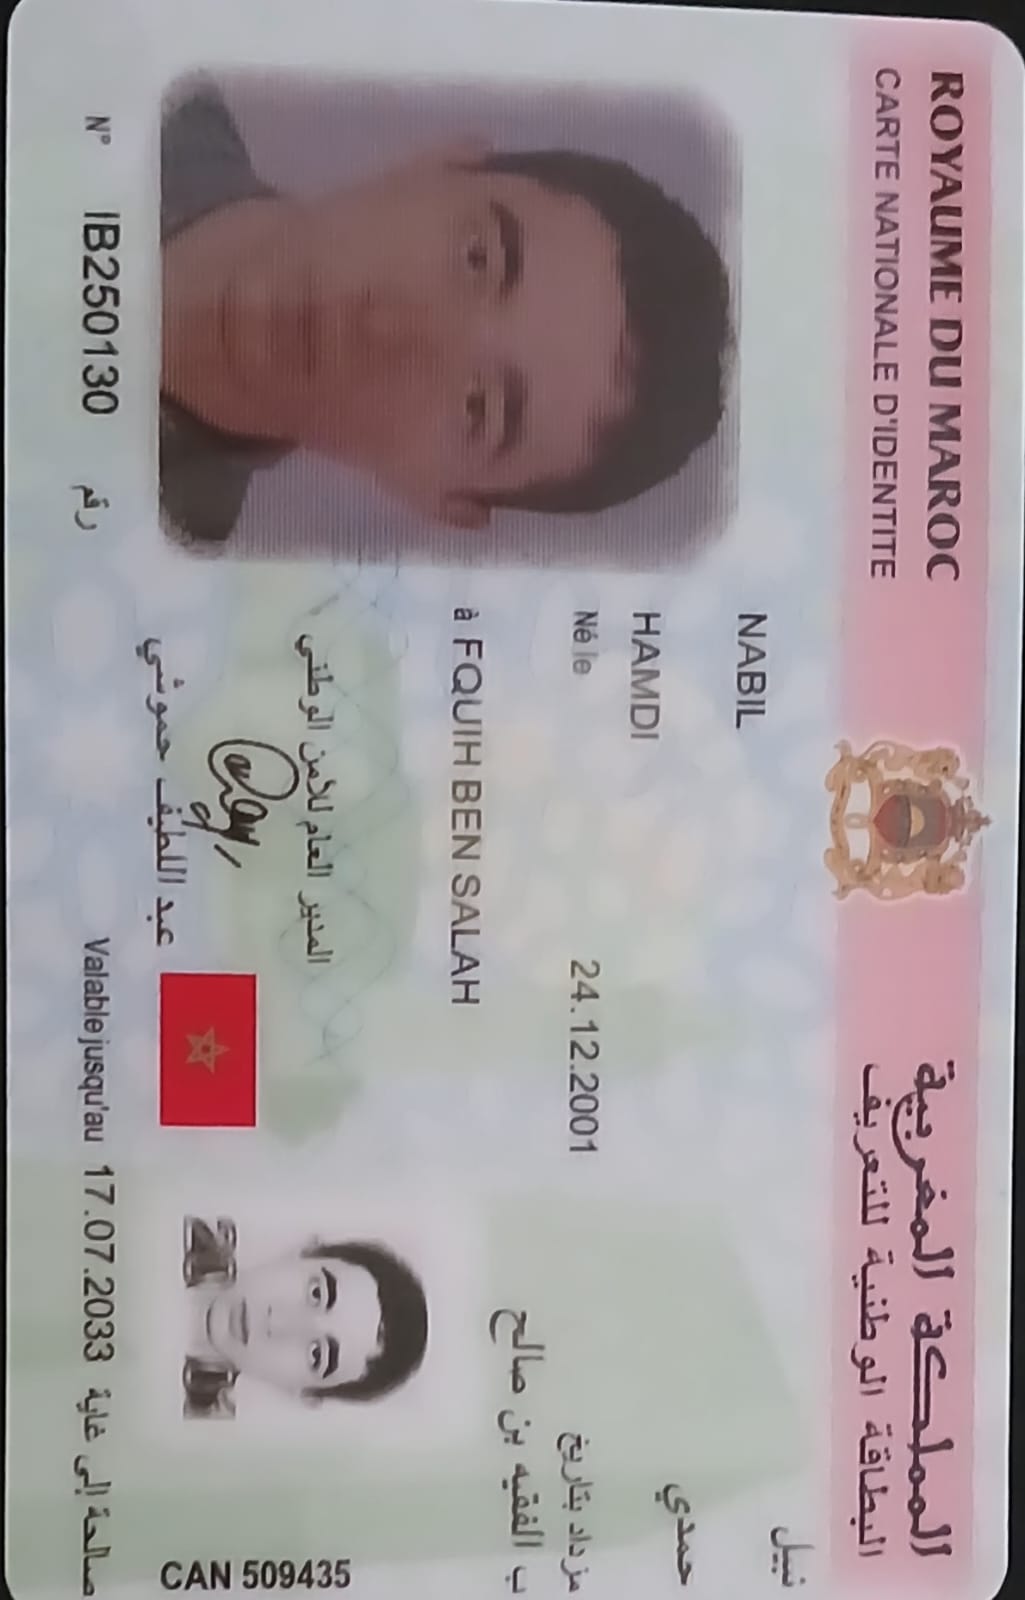 ROYAUME DU MAROC
المملكة المغربية
CARTE NATIONALE D'IDENTITE
البطاقة الوطنية للتعريف
نبيل
NABIL
حمدي
HAMDI
Né le 24.12.2001 مزداد بتاريخ
ب الفقيه بن صالح
à FQUIH BEN SALAH
المدير العام للأمن الوطني
عبد اللطيف حموشي
CAN 509435
N° IB250130 رقم
Valable jusqu'au 17.07.2033 صالحة إلى غاية